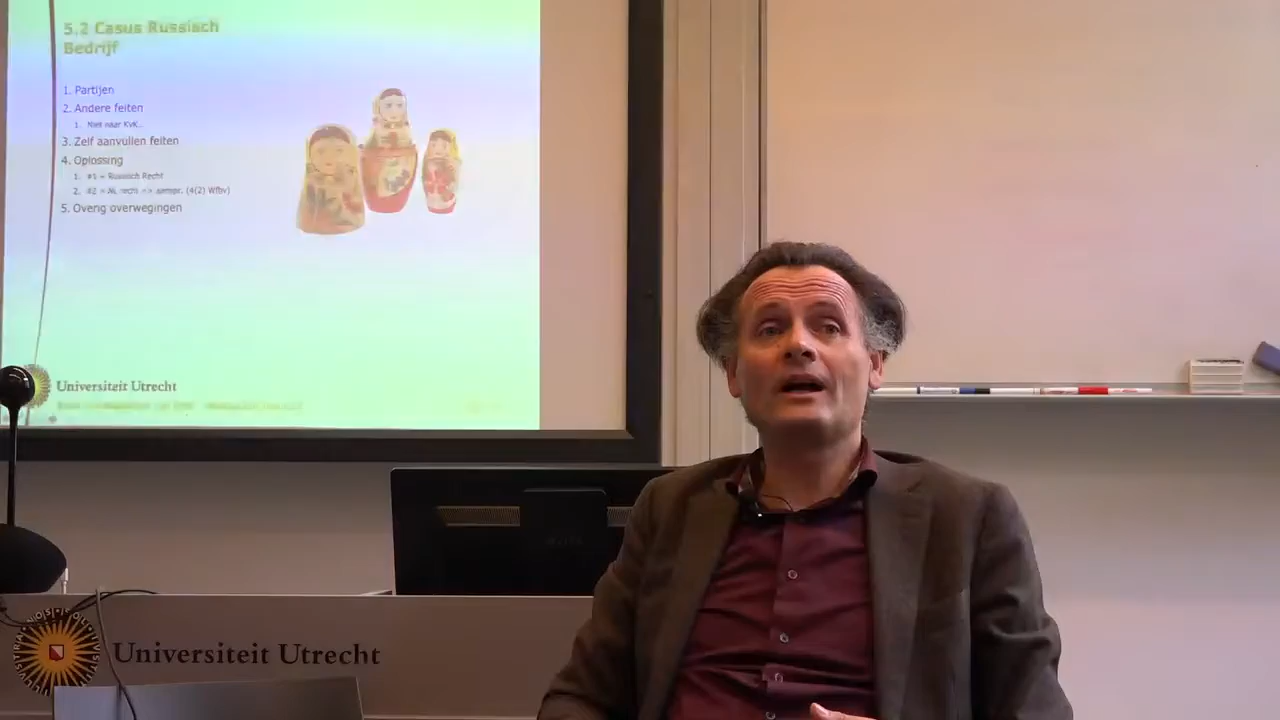 5.2 Casus Russisch
Bedrijf
1. Partijen
2. Andere feiten
1. Niet naar KvK..
3. Zelf aanvullen feiten
4. Oplossing
1. #1 = Russisch Recht
2. #2 = NL recht => aanspr. (4(2) Wfbv)
5. Overig overwegingen
Universiteit Utrecht
Universiteit Utrecht